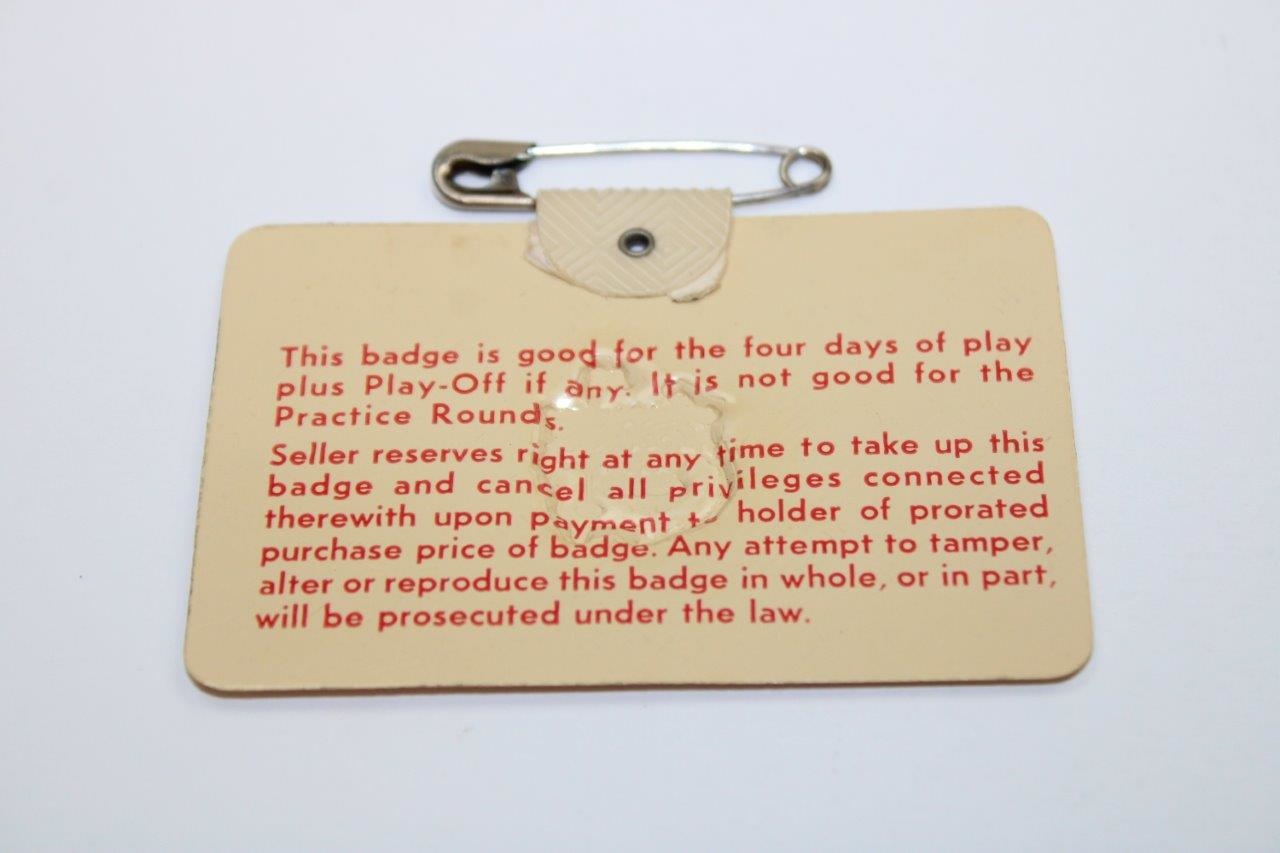 This badge is good for the four days of play
plus Play-Off if any. It is not good for the
Practice Rounds.
Seller reserves right at any time to take up this
badge and cancel all privileges connected
therewith upon payment to holder of prorated
purchase price of badge. Any attempt to tamper,
alter or reproduce this badge in whole, or in part,
will be prosecuted under the law.